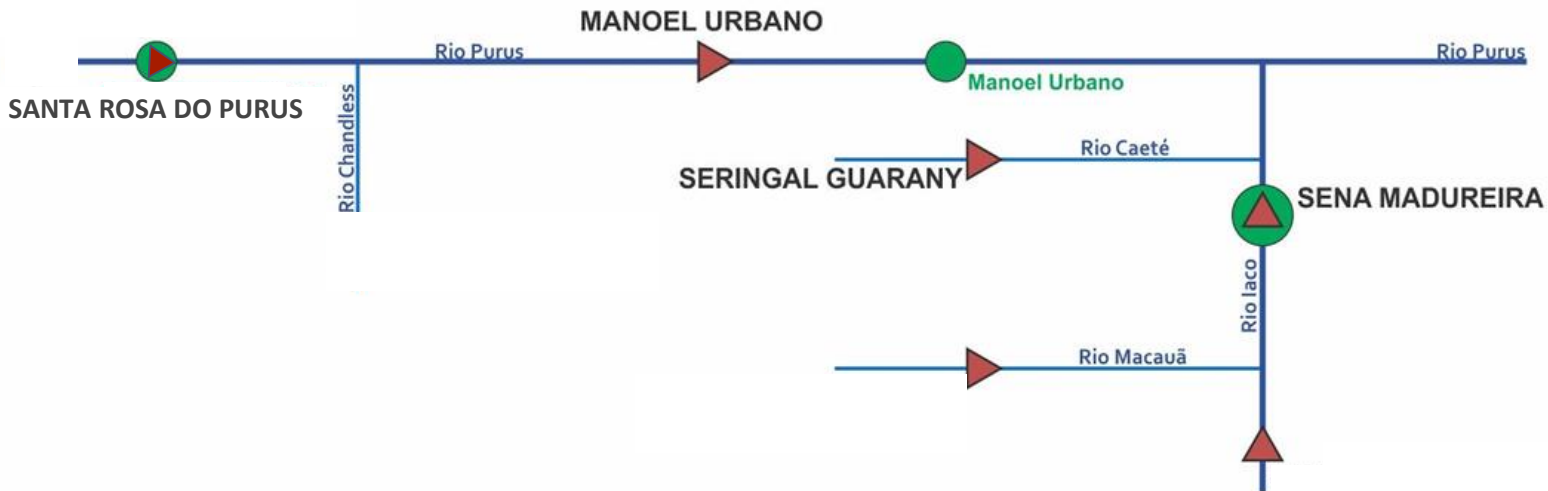 MANOEL URBANO
Rio Purus
Rio Purus
Manoel Urbano
SANTA ROSA DO PURUS
Rio Chandless
Rio Caeté
SERINGAL GUARANY
SENA MADUREIRA
Rio Iaco
Rio Macauã